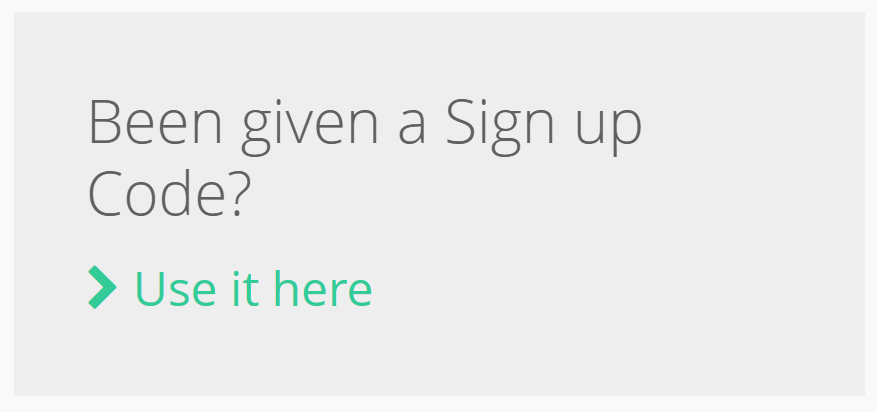 Been given a Sign up
Code?
Use it here